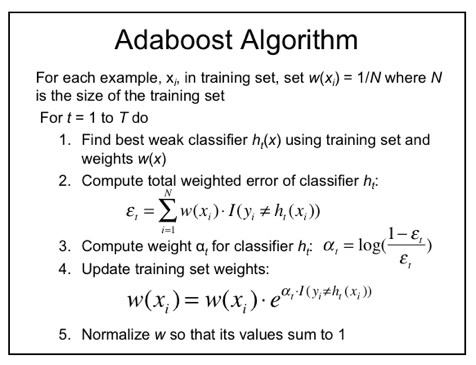 Adaboost Algorithm
For each example, xᵢ, in training set, set w(xᵢ) = 1/N where N
is the size of the training set
For t = 1 to T do
1. Find best weak classifier hₜ(x) using training set and
weights w(x)
2. Compute total weighted error of classifier hₜ:
εₜ = ∑_{i=1}^{N} w(xᵢ)· I(yᵢ ≠ hₜ(xᵢ))
3. Compute weight αₜ for classifier hₜ: αₜ = log((1−εₜ)/εₜ)
4. Update training set weights:
w(xᵢ) = w(xᵢ)· e^{αₜ·I(yᵢ≠hₜ(xᵢ))}
5. Normalize w so that its values sum to 1